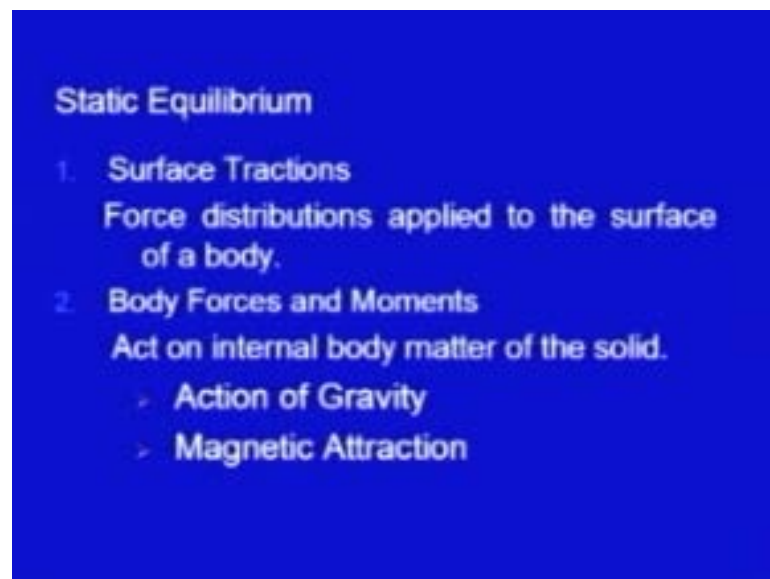 Static Equilibrium
1. Surface Tractions
Force distributions applied to the surface
of a body.
2. Body Forces and Moments
Act on internal body matter of the solid.
Action of Gravity
Magnetic Attraction